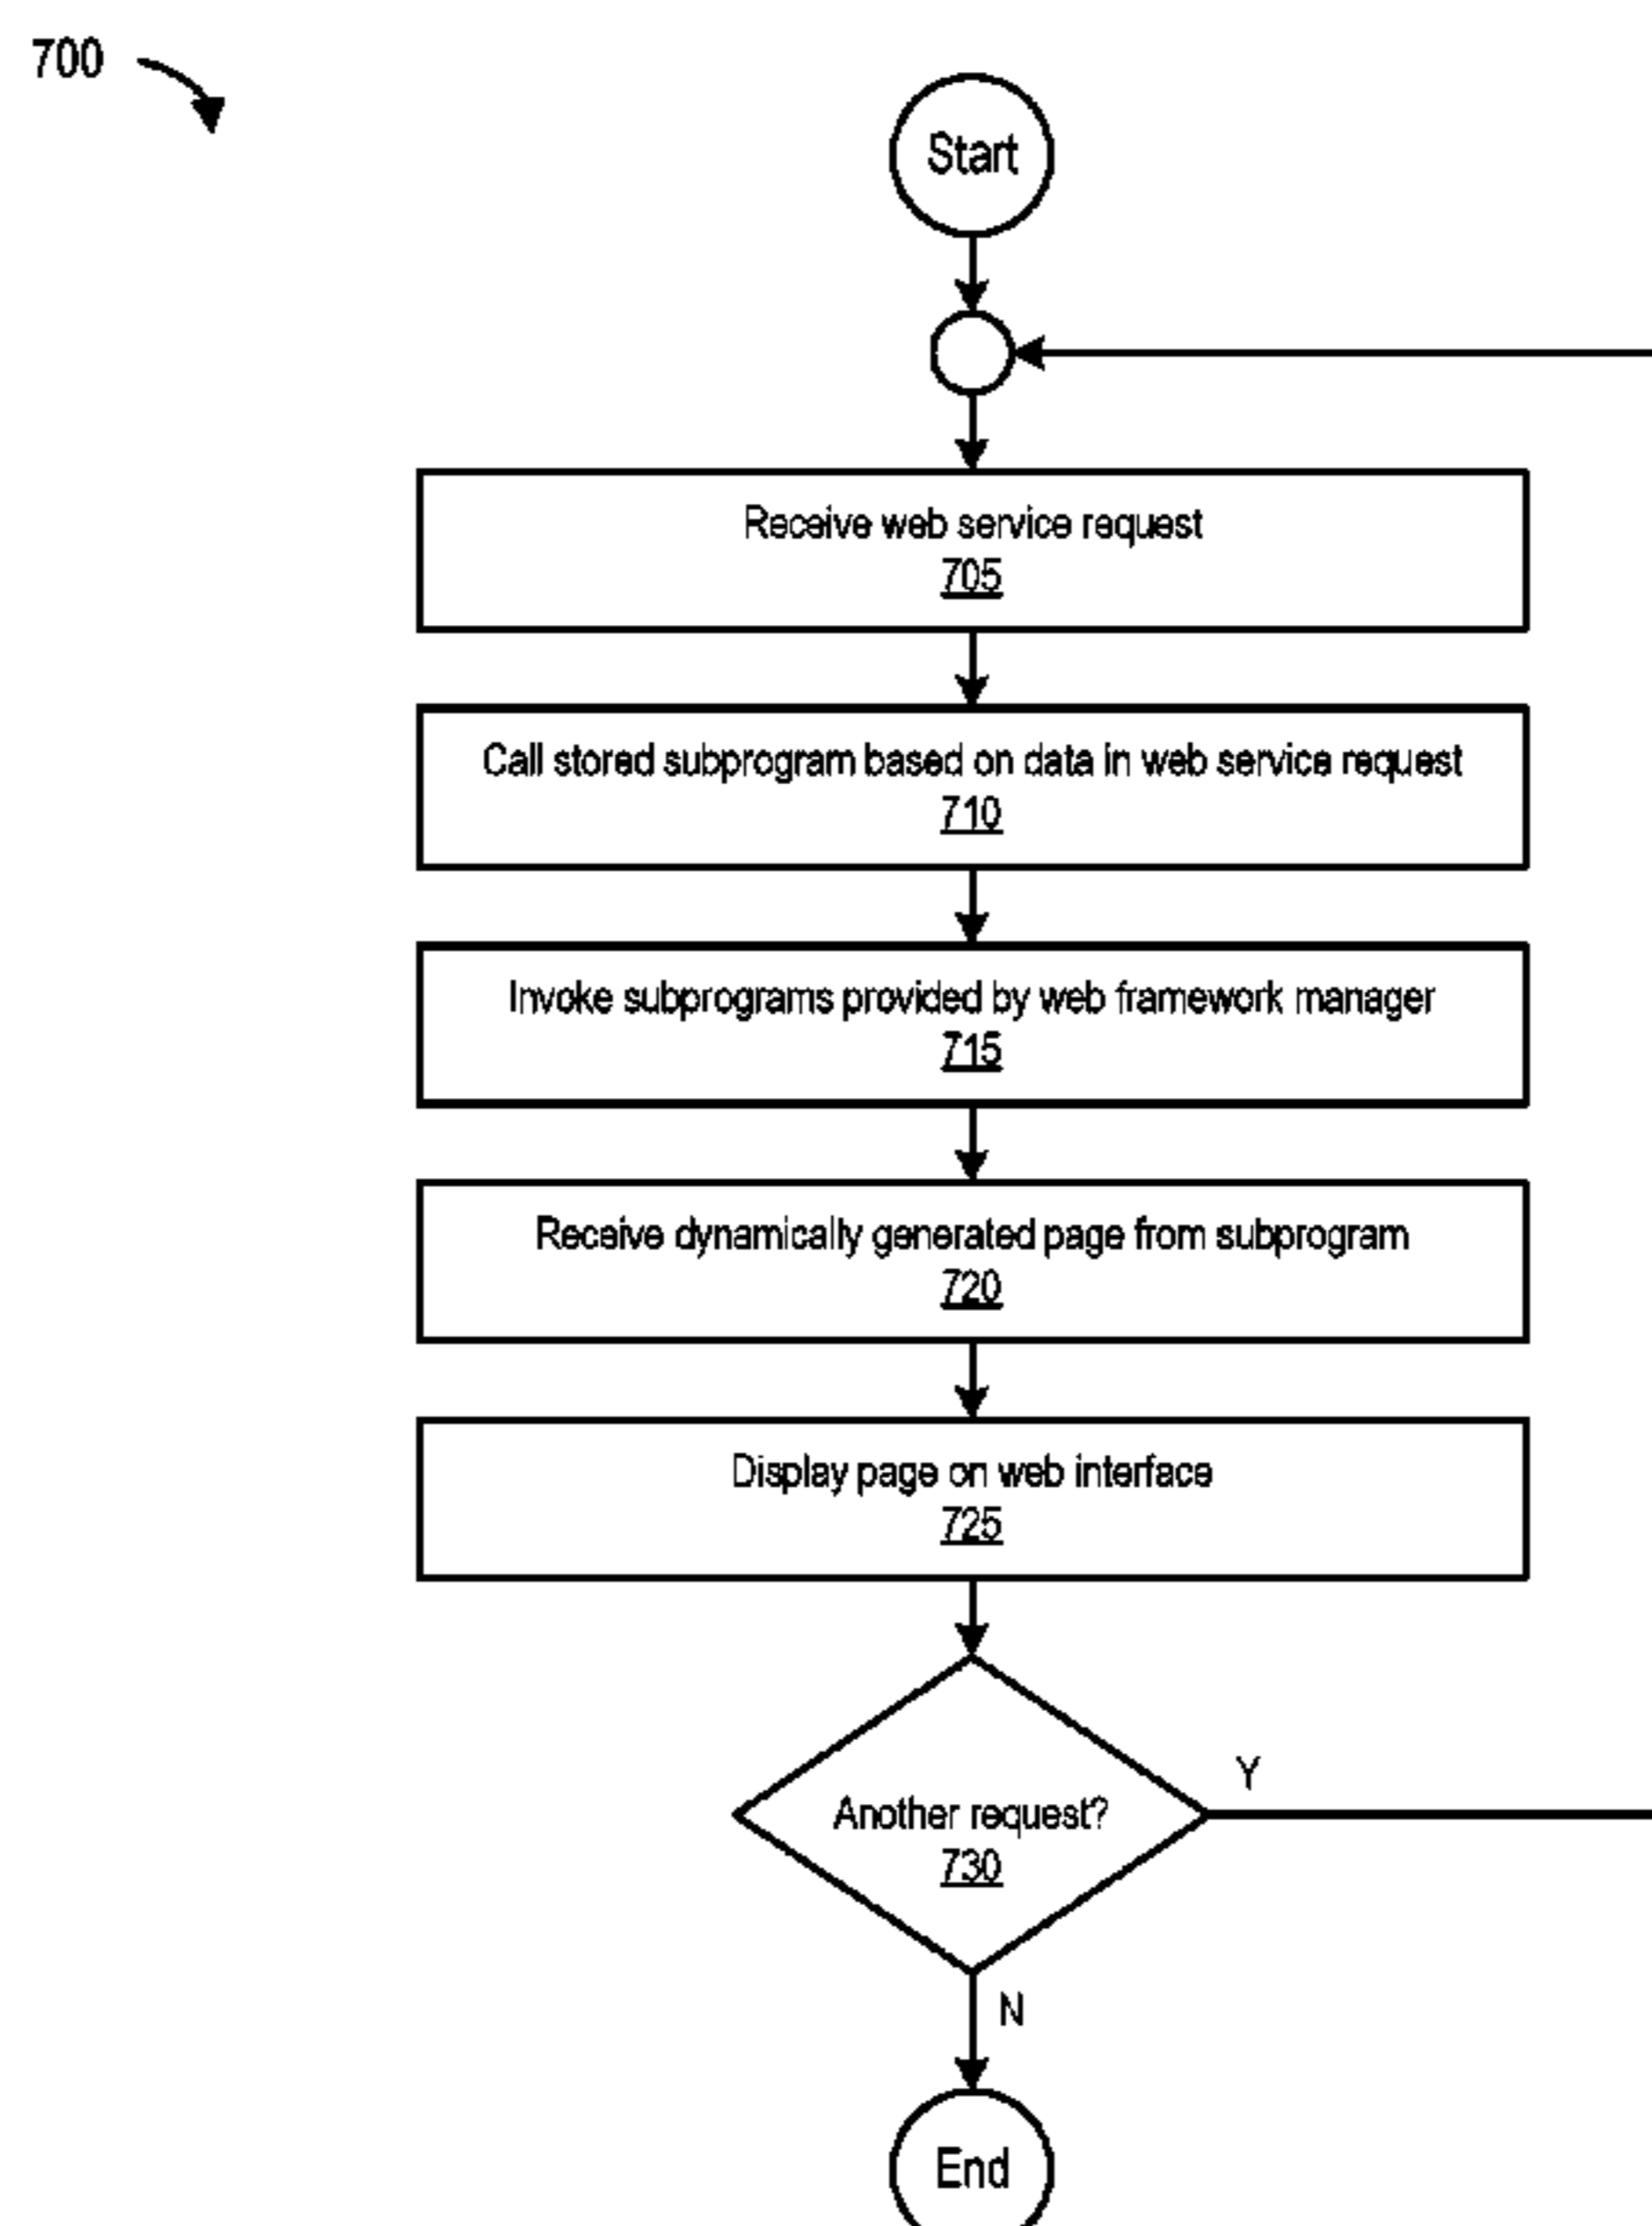 700
Start
Receive web service request
705
Call stored subprogram based on data in web service request
710
Invoke subprograms provided by web framework manager
715
Receive dynamically generated page from subprogram
720
Display page on web interface
725
Y
Another request?
730
N
End